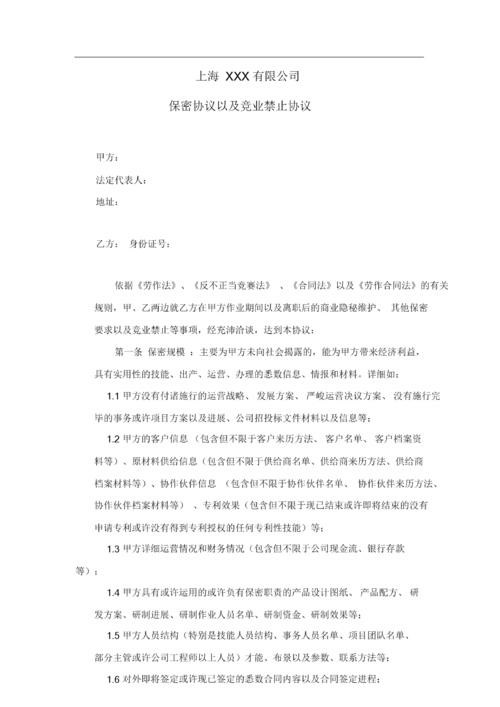 上海 XXX 有限公司
保密协议以及竞业禁止协议
甲方：
法定代表人：
地址：
乙方： 身份证号：
依据《劳作法》、《反不正当竞赛法》 、《合同法》以及《劳作合同法》的有关
规则，甲、乙两边就乙方在甲方作业期间以及离职后的商业隐秘维护、 其他保密
要求以及竞业禁止等事项，经充沛洽谈，达到本协议：
第一条 保密规模 ：主要为甲方未向社会揭露的，能为甲方带来经济利益，
具有实用性的技能、出产、运营、办理的悉数信息、情报和材料。详细如：
1.1 甲方没有付诸施行的运营战略、 发展方案、 严峻运营决议方案、 没有施行完
毕的事务或许项目方案以及进展、公司招投标文件材料以及信息等；
1.2 甲方的客户信息 （包含但不限于客户来历方法、 客户名单、 客户档案资
料等）、原材料供给信息（包含但不限于供给商名单、供给商来历方法、供给商
档案材料等）、协作伙伴信息 （包含但不限于协作伙伴名单、 协作伙伴来历方法、
协作伙伴档案材料等） 、专利效果（包含但不限于现已结束或许即将结束的没有
申请专利或许没有得到专利授权的任何专利性技能）等；
1.3 甲方详细运营情况和财务情况（包含但不限于公司现金流、银行存款
等）；
1.4 甲方具有或许运用的或许负有保密职责的产品设计图纸、 产品配方、 研
发方案、研制进展、研制作业人员名单、研制资金、研制效果等；
1.5 甲方人员结构（特别是技能人员结构、事务人员名单、项目团队名单、
部分主管或许公司工程师以上人员）才能、布景以及参数、联系方法等；
1.6 对外即将签定或许现已签定的悉数合同内容以及合同签定进程；